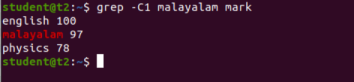 student@t2:~$ grep -C1 malayalam mark
english 100
malayalam 97
physics 78
student@t2:~$